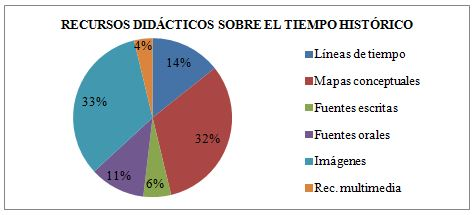 RECURSOS DIDÁCTICOS SOBRE EL TIEMPO HISTÓRICO
4%
14%
33%
32%
11%
6%
Líneas de tiempo
Mapas conceptuales
Fuentes escritas
Fuentes orales
Imágenes
Rec. multimedia